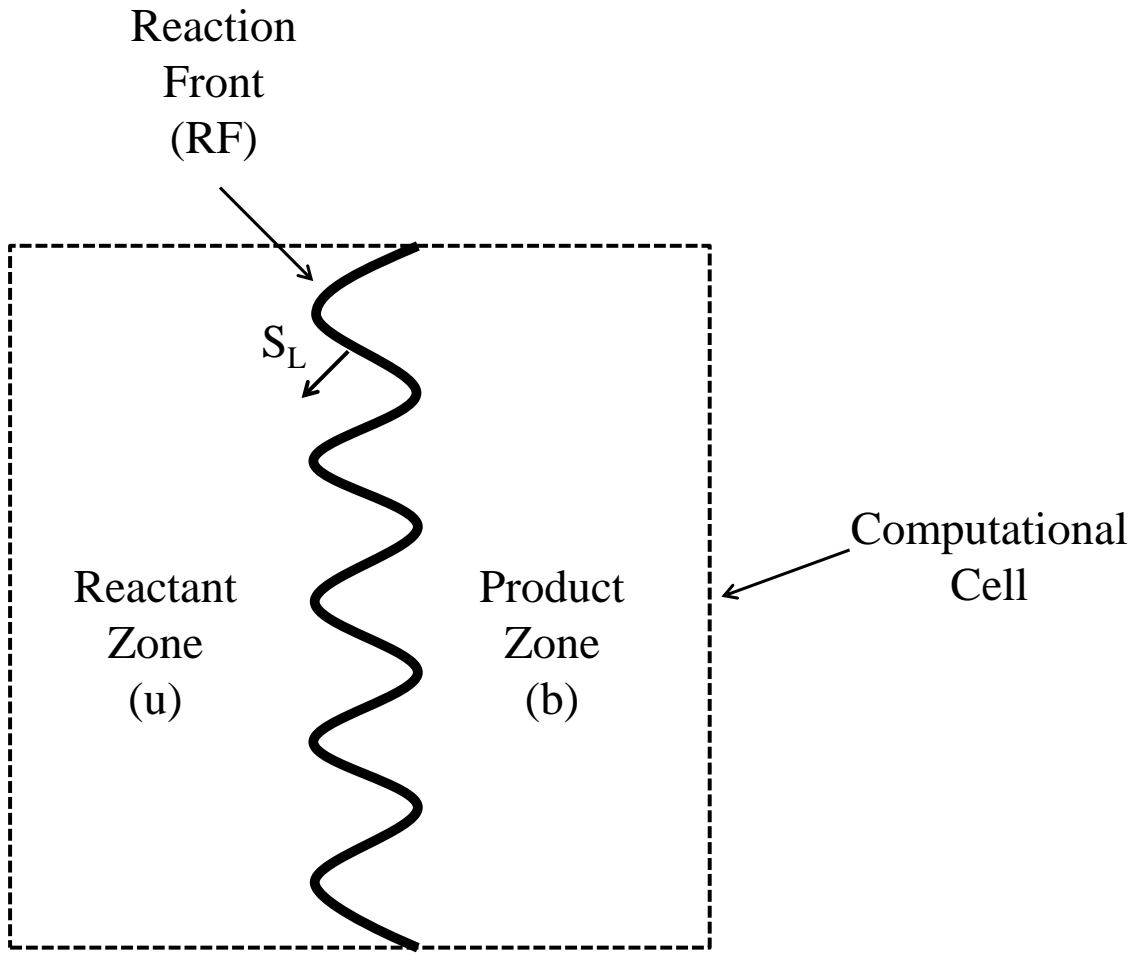 Reaction
Front
(RF)
S_L
Reactant
Zone
(u)
Product
Zone
(b)
Computational
Cell